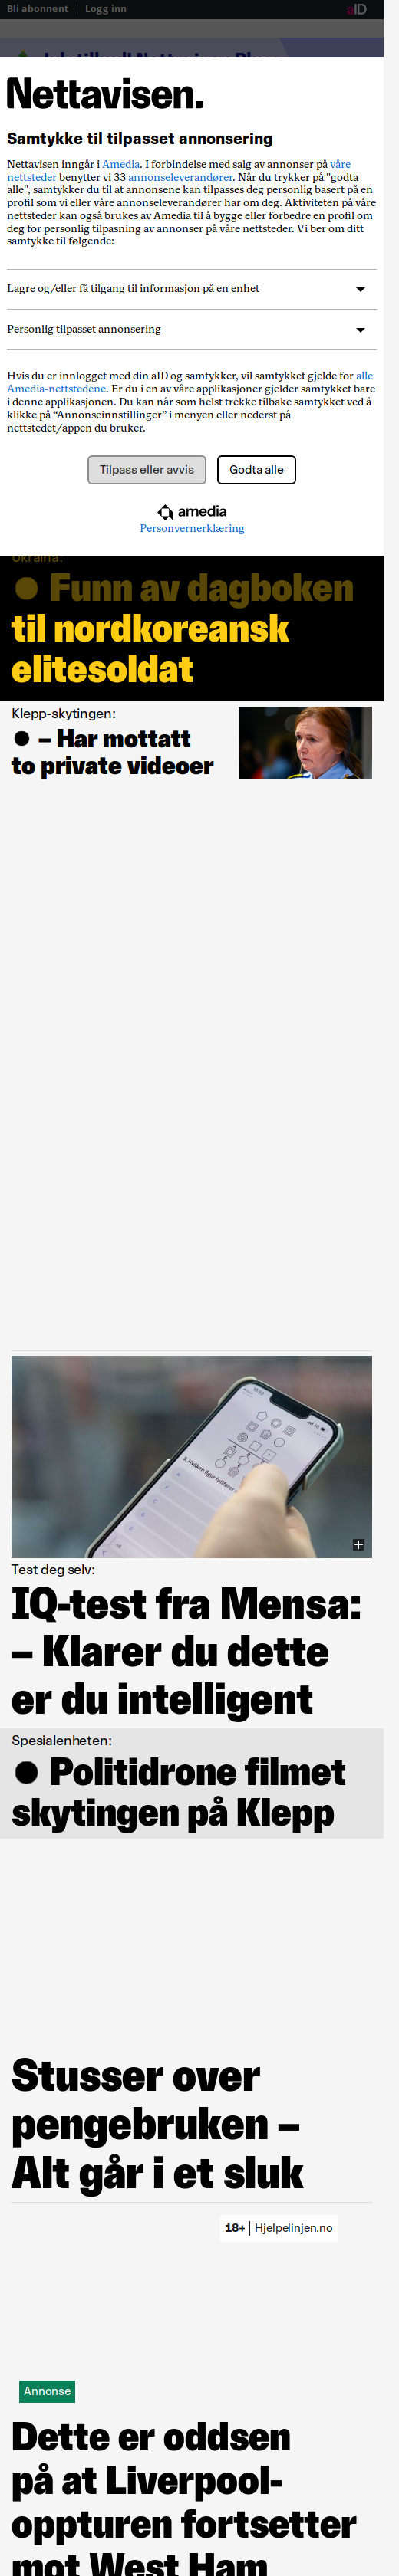 Bli abonnent | Logg inn
aID
Nettavisen.
Samtykke til tilpasset annonsering
Nettavisen inngår i Amedia. I forbindelse med salg av annonser på våre
nettsteder benytter vi 33 annonseleverandører. Når du trykker på "godta
alle", samtykker du til at annonsene kan tilpasses deg personlig basert på en
profil som vi eller våre annonseleverandører har om deg. Aktiviteten på våre
nettsteder kan også brukes av Amedia til å bygge eller forbedre en profil om
deg for personlig tilpasning av annonser på våre nettsteder. Vi ber om ditt
samtykke til følgende:
Lagre og/eller få tilgang til informasjon på en enhet
Personlig tilpasset annonsering
Hvis du er innlogget med din aID og samtykker, vil samtykket gjelde for alle
Amedia-nettstedene. Er du i en av våre applikasjoner gjelder samtykket bare
i denne applikasjonen. Du kan når som helst trekke tilbake samtykket ved å
klikke på “Annonseinnstillinger” i menyen eller nederst på
nettstedet/appen du bruker.
Tilpass eller avvis
Godta alle
amedia
Personvernerklæring
Ukraina:
● Funn av dagboken
til nordkoreansk
elitesoldat
Klepp-skytingen:
● – Har mottatt
to private videoer
Test deg selv:
IQ-test fra Mensa:
– Klarer du dette
er du intelligent
Spesialenheten:
● Politidrone filmet
skytingen på Klepp
Stusser over
pengebruken –
Alt går i et sluk
18+ | Hjelpelinjen.no
Annonse
Dette er oddsen
på at Liverpool-
oppturen fortsetter
mot West Ham